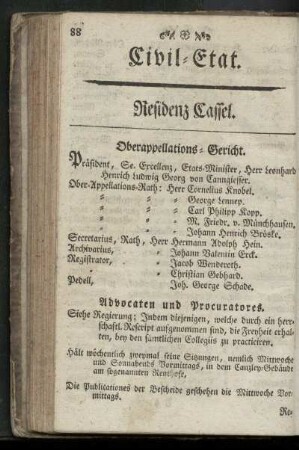 88
Civil-Etat.
Residenz Cassel.
Oberappellations-Gericht.
Präsident, Se. Excellenz, Etats-Minister, Herr Leonhard
Henrich Ludwig Georg von Canngiesser.
Ober-Appellations-Rath: Herr Cornelius Knobel.
" " " George Lennep.
" " " Carl Philipp Kopp.
" " " M. Friedr. v. Münchhausen.
" " " Johann Henrich Bröske.
Secretarius, Rath, Herr Hermann Adolph Hein.
Archivarius, " Johann Valentin Erck.
Registrator, " Jacob Wenderoth.
" " Christian Gebhard.
Pedell, Joh. George Schade.
Advocaten und Procuratores.
Siehe Regierung; Indem diejenigen, welche durch ein herr-
schaftl. Rescript aufgenommen sind, die Freyheit erhal-
ten, bey den sämtlichen Collegiis zu practiciren.
Hält wöchentlich zweymal seine Sitzungen, nemlich Mittwochs
und Sonnabends Vormittags, in dem Canzley-Gebäude
am sogenannten Renthofe.
Die Publicationes der Bescheide geschehen die Mittwoche Vor-
mittags.
Re-